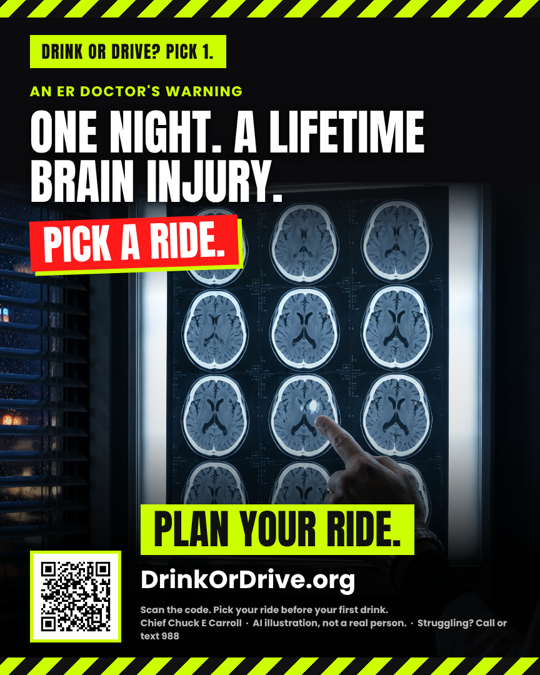 DRINK OR DRIVE? PICK 1.
AN ER DOCTOR'S WARNING
ONE NIGHT. A LIFETIME
BRAIN INJURY.
PICK A RIDE.
PLAN YOUR RIDE.
DrinkOrDrive.org
Scan the code. Pick your ride before your first drink.
Chief Chuck E Carroll · AI illustration, not a real person. · Struggling? Call or
text 988